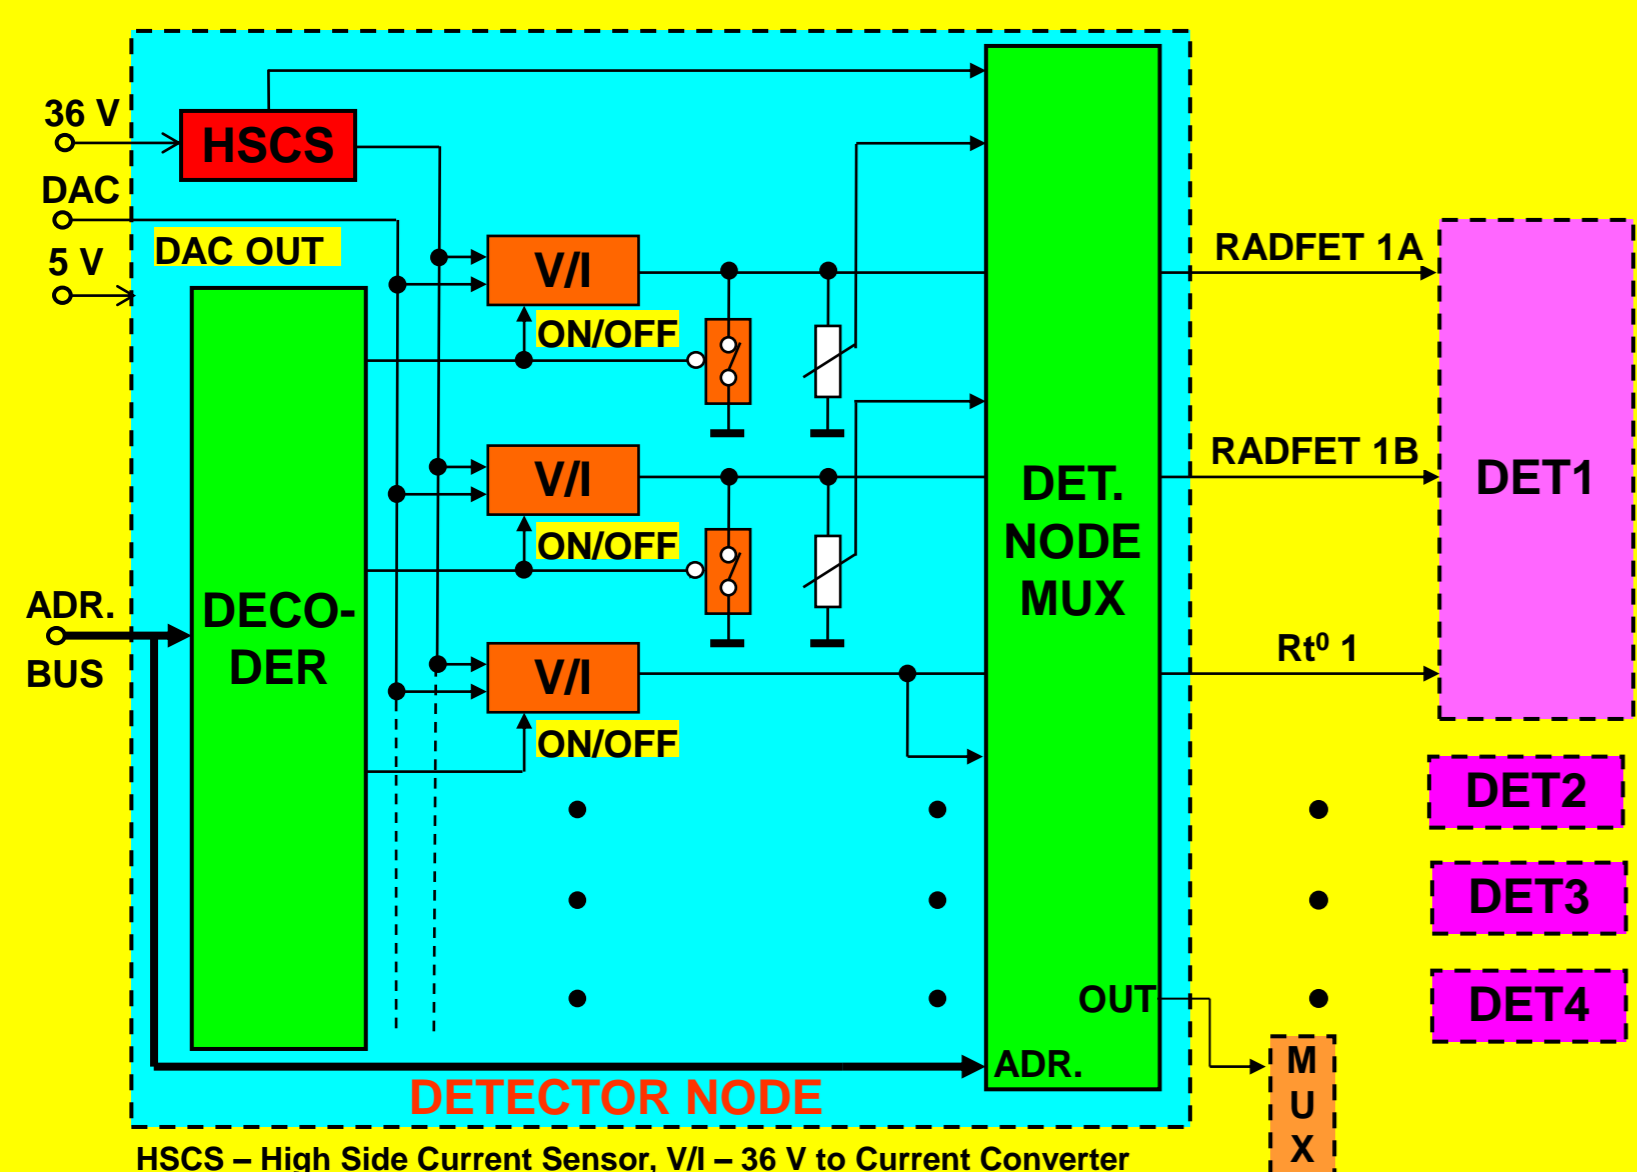 36 V
HSCS
DAC
DAC OUT
5 V
V/I
ON/OFF
RADFET 1A
V/I
ON/OFF
RADFET 1B
DET1
DET.
NODE
MUX
ADR.
BUS
DECO-
DER
V/I
ON/OFF
Rt⁰ 1
DET2
DET3
DET4
OUT
ADR.
M
U
X
DETECTOR NODE
HSCS – High Side Current Sensor, V/I – 36 V to Current Converter